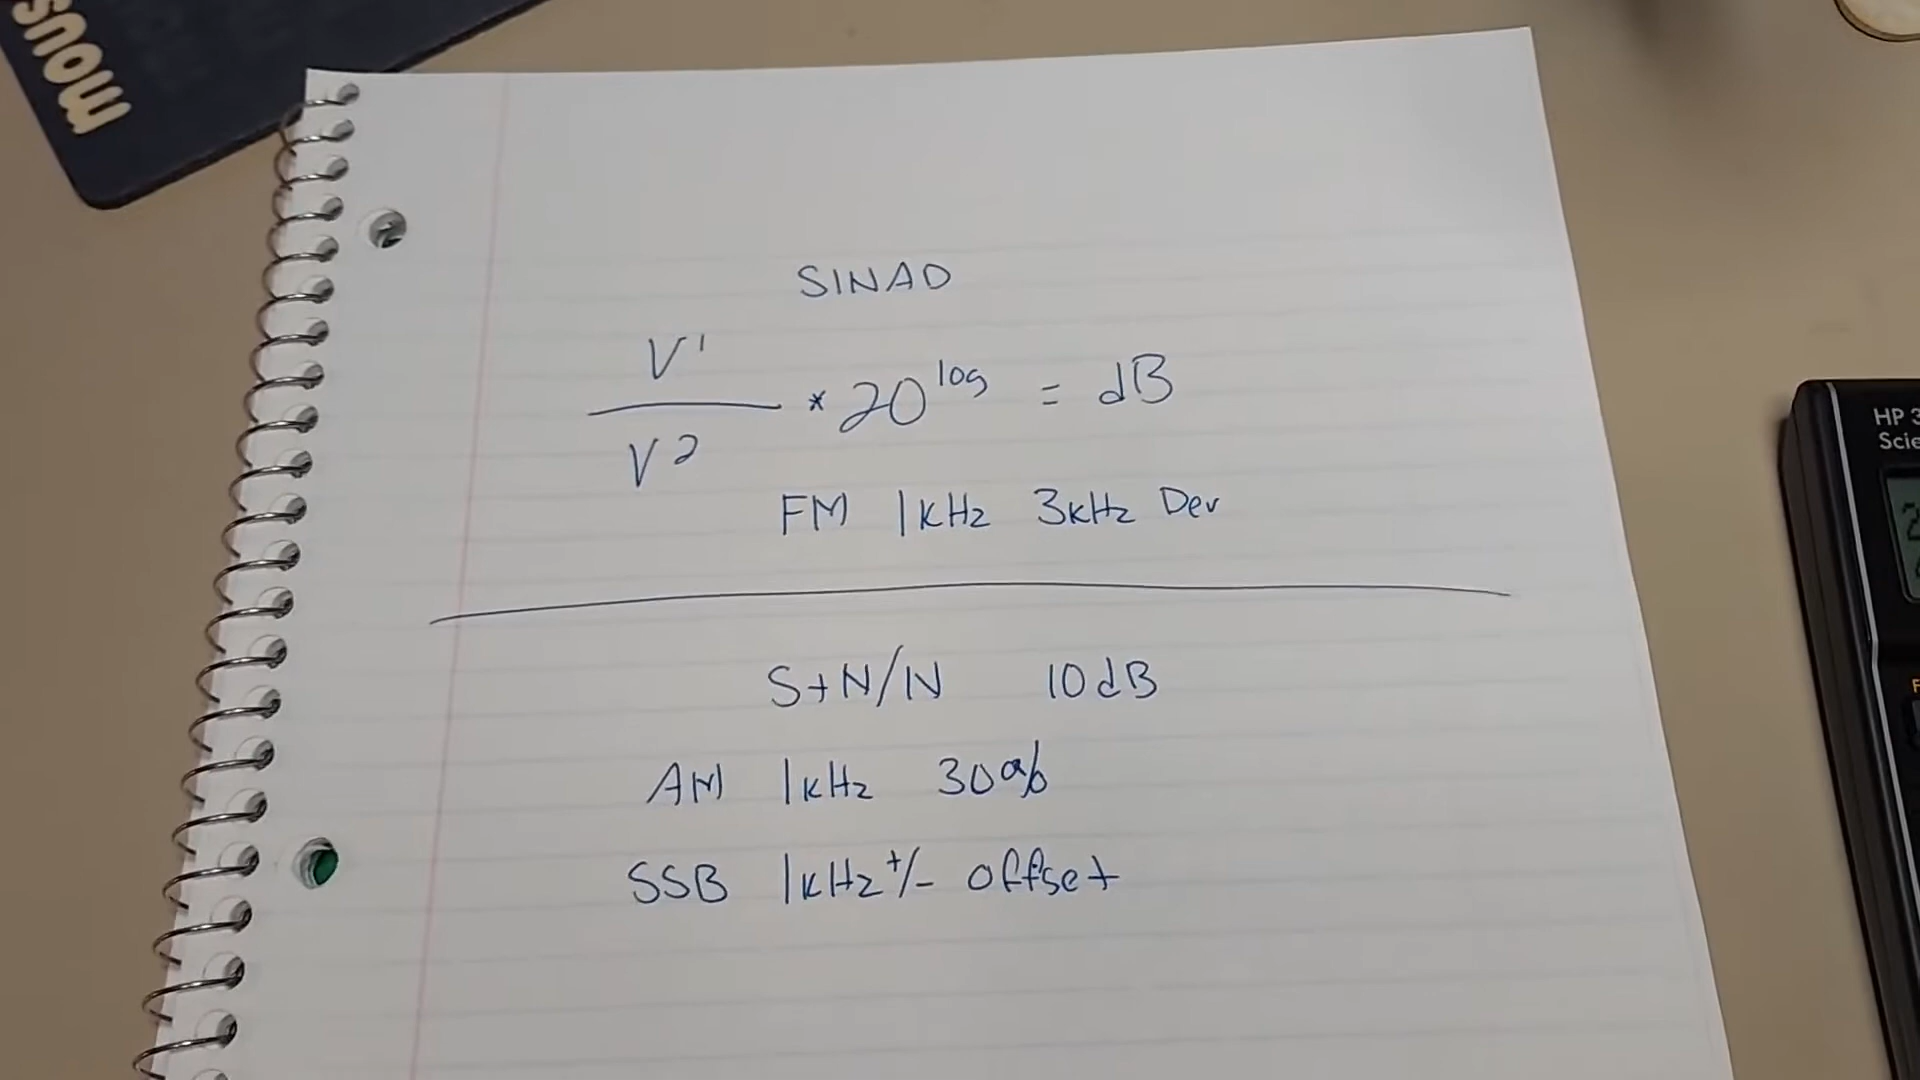 mous
SINAD
V1
V2
* 20 log = dB
FM 1kHz 3kHz Dev
S+N/N 10dB
AM 1kHz 30%
SSB 1kHz +/- offset
HP 3
Scie